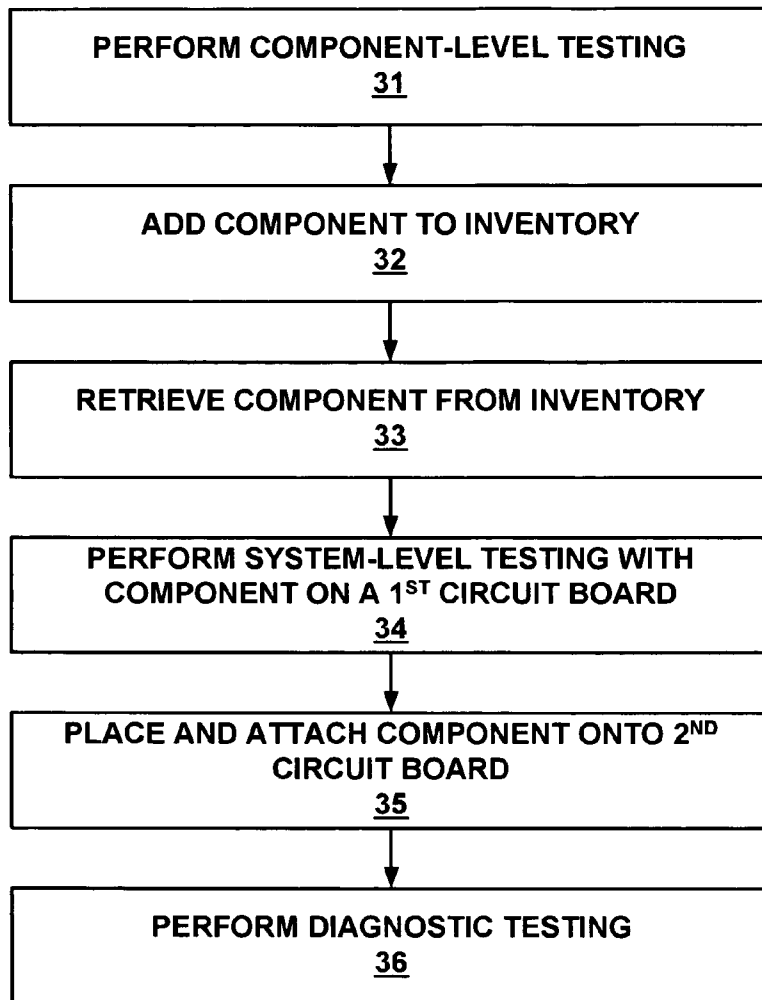 PERFORM COMPONENT-LEVEL TESTING
31
ADD COMPONENT TO INVENTORY
32
RETRIEVE COMPONENT FROM INVENTORY
33
PERFORM SYSTEM-LEVEL TESTING WITH
COMPONENT ON A 1ST CIRCUIT BOARD
34
PLACE AND ATTACH COMPONENT ONTO 2ND
CIRCUIT BOARD
35
PERFORM DIAGNOSTIC TESTING
36